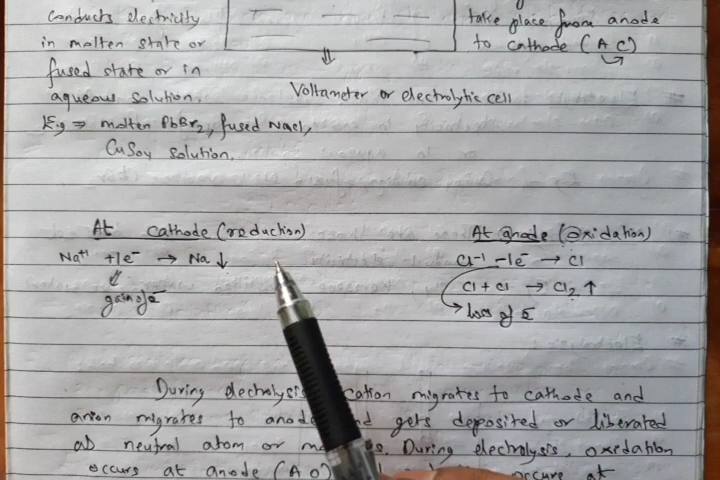 conducts electricity
in molten state or
fused state or in
aqueous solution.
Voltameter or electrolytic cell
take place from anode
to cathode (A C)
E.g ⇒ molten PbBr2, fused NaCl,
CuSo4 solution.
At cathode (reduction)
Na+1 +1e- → Na ↓
gain of e-
At anode (oxidation)
Cl-1 -1e- → Cl
Cl + Cl → Cl2 ↑
loss of e-
During electrolysis cation migrates to cathode and
anion migrates to anode gets deposited or liberated
as neutral atom or During electrolysis, oxidation
occurs at anode (A O) occurs at